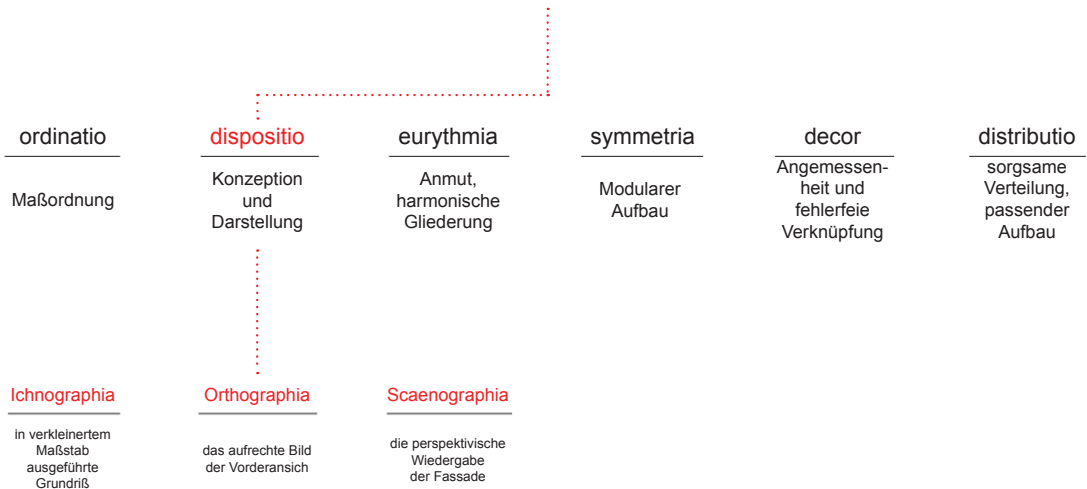 ordinatio
Maßordnung
dispositio
Konzeption
und
Darstellung
eurythmia
Anmut,
harmonische
Gliederung
symmetria
Modularer
Aufbau
decor
Angemessen-
heit und
fehlerfeie
Verknüpfung
distributio
sorgsame
Verteilung,
passender
Aufbau
Ichnographia
in verkleinertem
Maßstab
ausgeführte
Grundriß
Orthographia
das aufrechte Bild
der Vorderansich
Scaenographia
die perspektivische
Wiedergabe
der Fassade